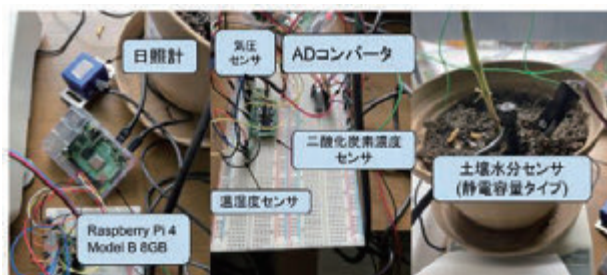 日照計
Raspberry Pi 4
Model B 8GB
気圧
センサ
ADコンバータ
二酸化炭素濃度
センサ
温湿度センサ
土壌水分センサ
(静電容量タイプ)